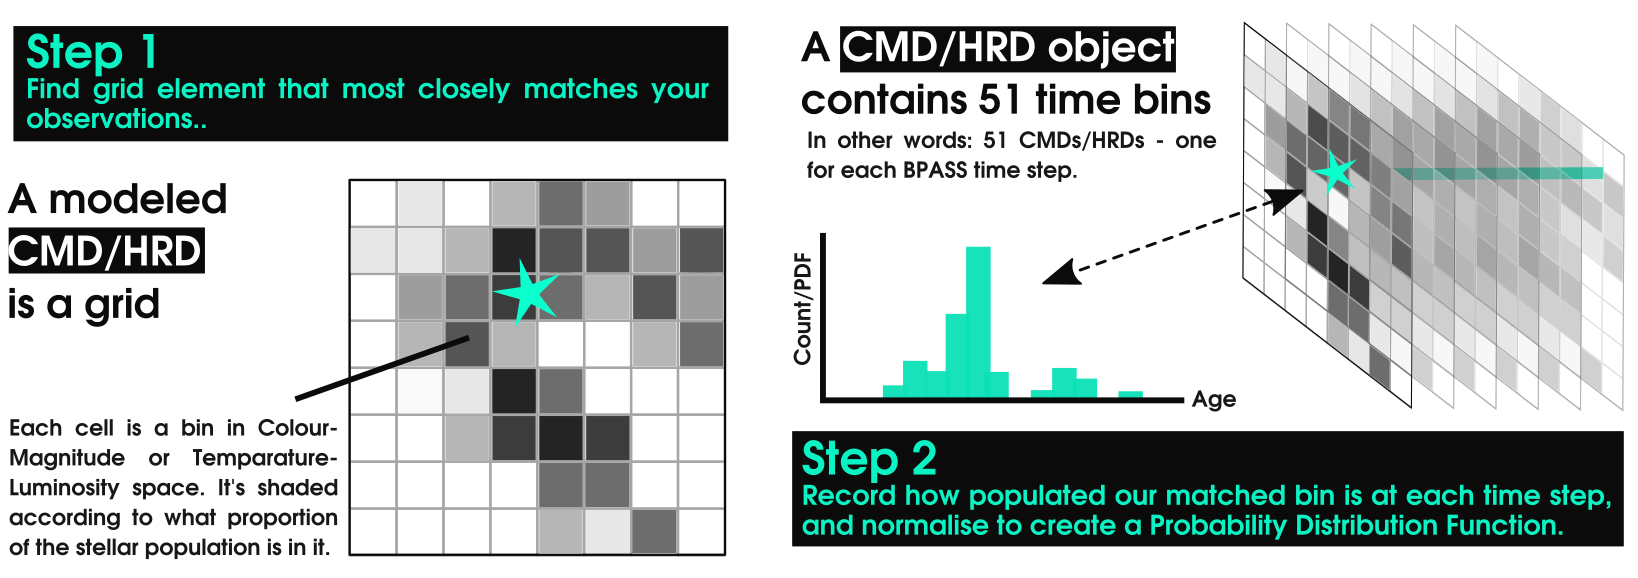 Step 1
Find grid element that most closely matches your
observations..
A modeled
CMD/HRD
is a grid
Each cell is a bin in Colour-
Magnitude or Temparature-
Luminosity space. It's shaded
according to what proportion
of the stellar population is in it.
A CMD/HRD object
contains 51 time bins
In other words: 51 CMDs/HRDs - one
for each BPASS time step.
Count/PDF
Age
Step 2
Record how populated our matched bin is at each time step,
and normalise to create a Probability Distribution Function.